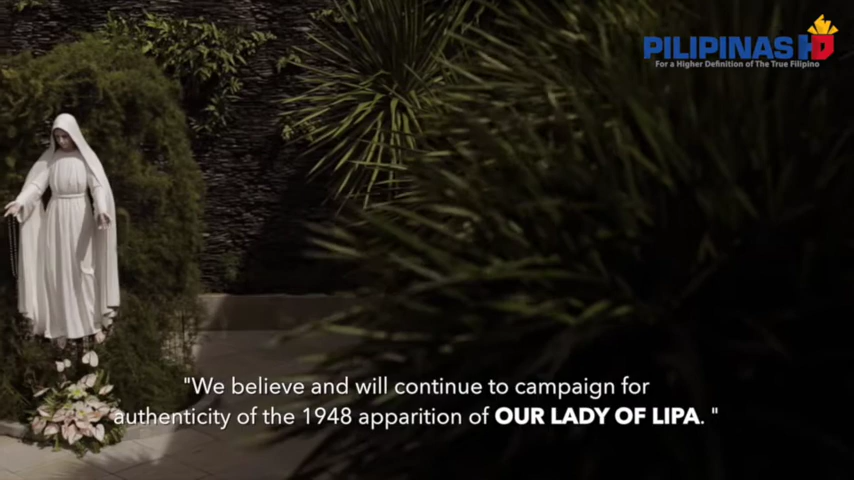 PILIPINAS HD
For a Higher Definition of The True Filipino
"We believe and will continue to campaign for
authenticity of the 1948 apparition of OUR LADY OF LIPA. "